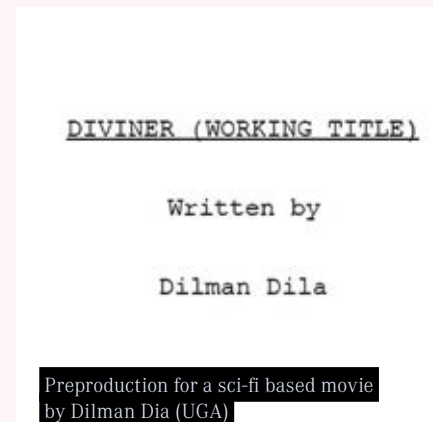 DIVINER (WORKING TITLE)
Written by
Dilman Dila
Preproduction for a sci-fi based movie
by Dilman Dia (UGA)